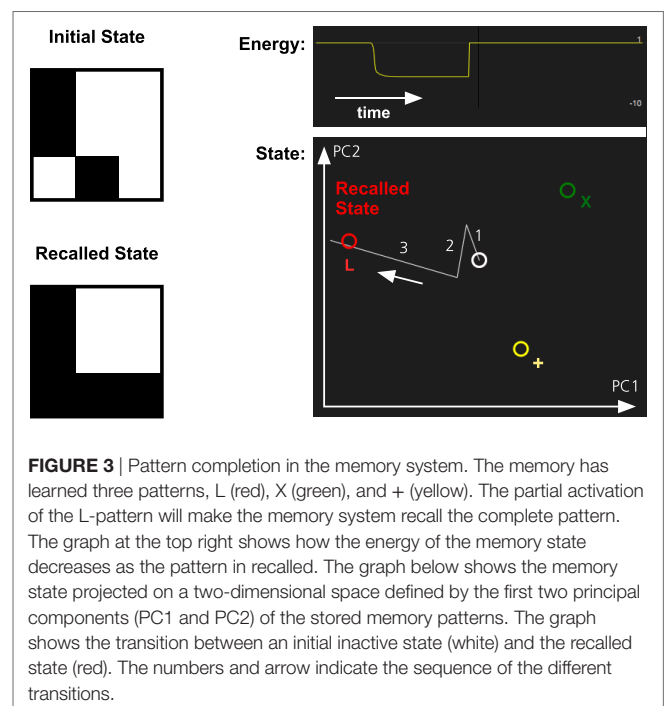 Initial State
Energy:
1
-10
time
State:
PC2
Recalled
State
X
1
2
3
L
+
PC1
Recalled State
FIGURE 3 | Pattern completion in the memory system. The memory has
learned three patterns, L (red), X (green), and + (yellow). The partial activation
of the L-pattern will make the memory system recall the complete pattern.
The graph at the top right shows how the energy of the memory state
decreases as the pattern in recalled. The graph below shows the memory
state projected on a two-dimensional space defined by the first two principal
components (PC1 and PC2) of the stored memory patterns. The graph
shows the transition between an initial inactive state (white) and the recalled
state (red). The numbers and arrow indicate the sequence of the different
transitions.